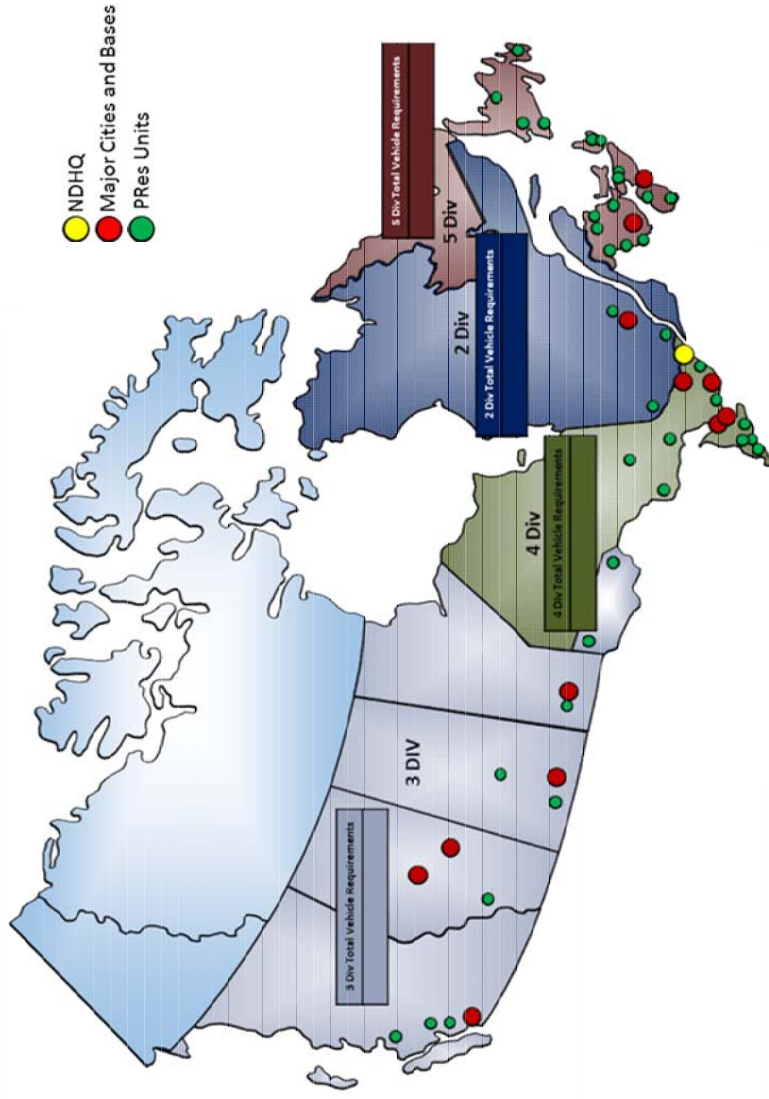 NDHQ
Major Cities and Bases
PRes Units
5 Div Total Vehicle Requirements
5 Div
2 Div
2 Div Total Vehicle Requirements
4 Div
4 Div Total Vehicle Requirements
3 DIV
3 Div Total Vehicle Requirements